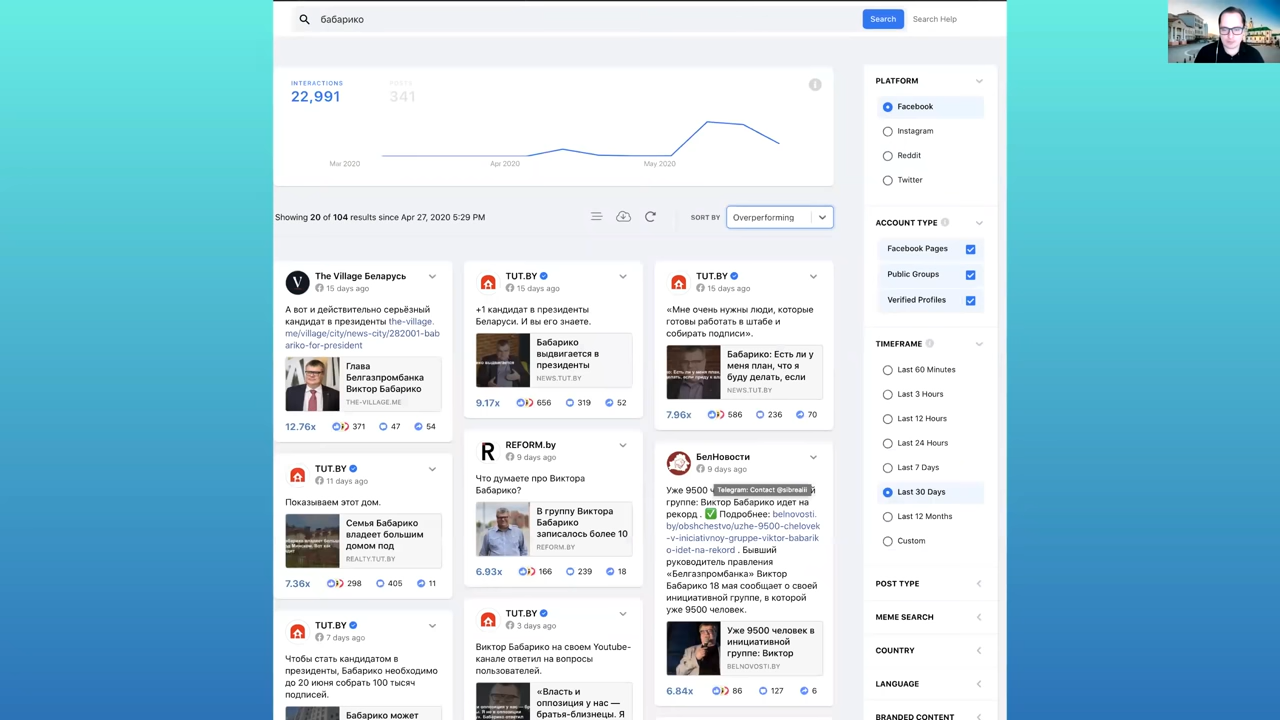 бабарико
Search
Search Help
INTERACTIONS
22,991
POSTS
341
Mar 2020
Apr 2020
May 2020
Showing 20 of 104 results since Apr 27, 2020 5:29 PM
SORT BY
Overperforming
The Village Беларусь
15 days ago
А вот и действительно серьёзный
кандидат в президенты the-village.
me/village/city/news-city/282001-bab
ariko-for-president
Глава
Белгазпромбанка
Виктор Бабарико
THE-VILLAGE.ME
12.76x
371
47
54
TUT.BY
11 days ago
Показываем этот дом.
Семья Бабарико
владеет большим
домом под
REALTY.TUT.BY
7.36x
298
405
11
TUT.BY
7 days ago
Чтобы стать кандидатом в
президенты, Бабарико необходимо
до 20 июня собрать 100 тысяч
подписей.
Бабарико может
TUT.BY
15 days ago
+1 кандидат в президенты
Беларуси. И вы его знаете.
Бабарико
выдвигается в
президенты
NEWS.TUT.BY
9.17x
656
319
52
REFORM.by
9 days ago
Что думаете про Виктора
Бабарико?
В группу Виктора
Бабарико
записалось более 10
REFORM.BY
6.93x
166
239
18
TUT.BY
3 days ago
Виктор Бабарико на своем Youtube-
канале ответил на вопросы
пользователей.
«Власть и
оппозиция у нас —
братья-близнецы. Я
TUT.BY
15 days ago
«Мне очень нужны люди, которые
готовы работать в штабе и
собирать подписи».
Бабарико: Есть ли у
меня план, что я
буду делать, если
NEWS.TUT.BY
7.96x
586
236
70
БелНовости
9 days ago
Уже 9500 ч
Telegram: Contact @sibrealii
группе: Виктор Бабарико идет на
рекорд . ✅ Подробнее: belnovosti.
by/obshchestvo/uzhe-9500-chelovek
-v-iniciativnoy-gruppe-viktor-babarik
o-idet-na-rekord . Бывший
руководитель правления
«Белгазпромбанка» Виктор
Бабарико 18 мая сообщает о своей
инициативной группе, в которой
уже 9500 человек.
Уже 9500 человек в
инициативной
группе: Виктор
BELNOVOSTI.BY
6.84x
86
127
6
PLATFORM
Facebook
Instagram
Reddit
Twitter
ACCOUNT TYPE
Facebook Pages
Public Groups
Verified Profiles
TIMEFRAME
Last 60 Minutes
Last 3 Hours
Last 12 Hours
Last 24 Hours
Last 7 Days
Last 30 Days
Last 12 Months
Custom
POST TYPE
MEME SEARCH
COUNTRY
LANGUAGE
BRANDED CONTENT